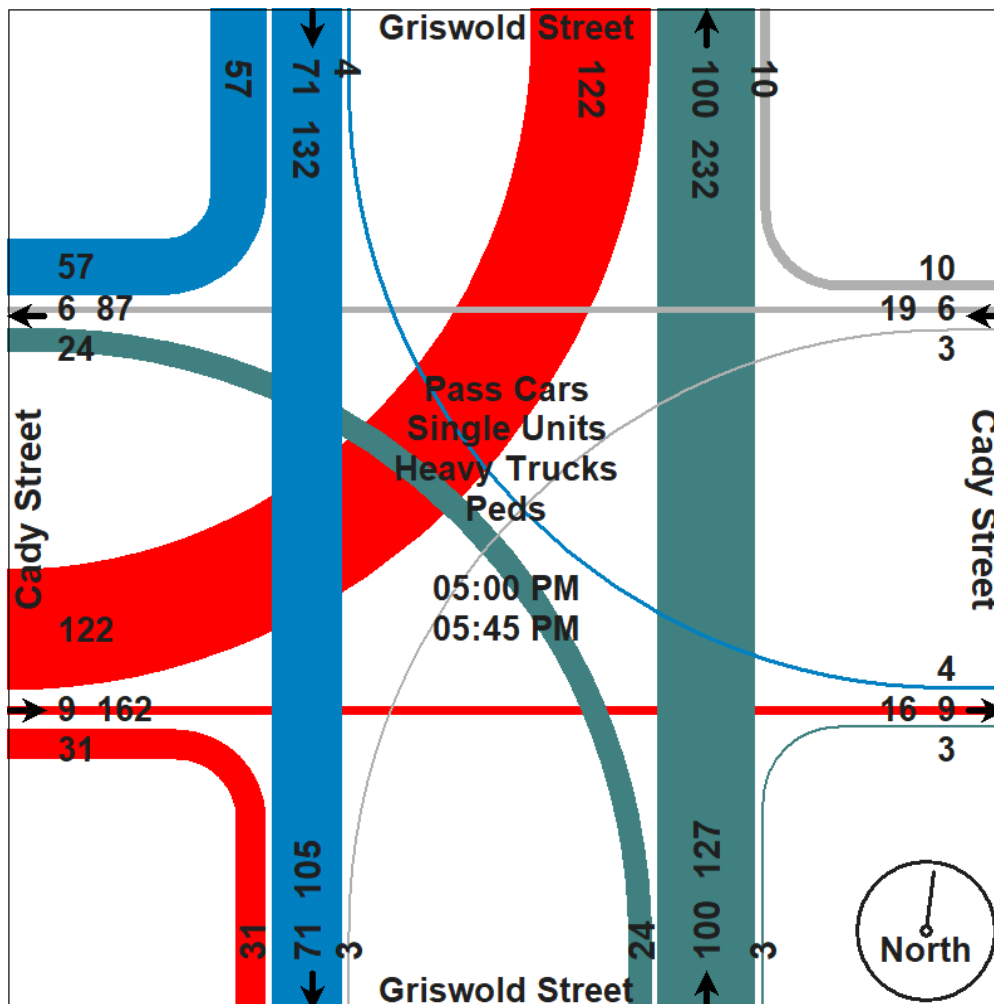 Griswold Street
57
71 132
4
122
100 232
10
57
6 87
24
10
19 6
3
Pass Cars
Single Units
Heavy Trucks
Peds
05:00 PM
05:45 PM
Cady Street
Cady Street
122
9 162
31
4
16 9
3
31
71 105
3
24
100 127
3
North
Griswold Street